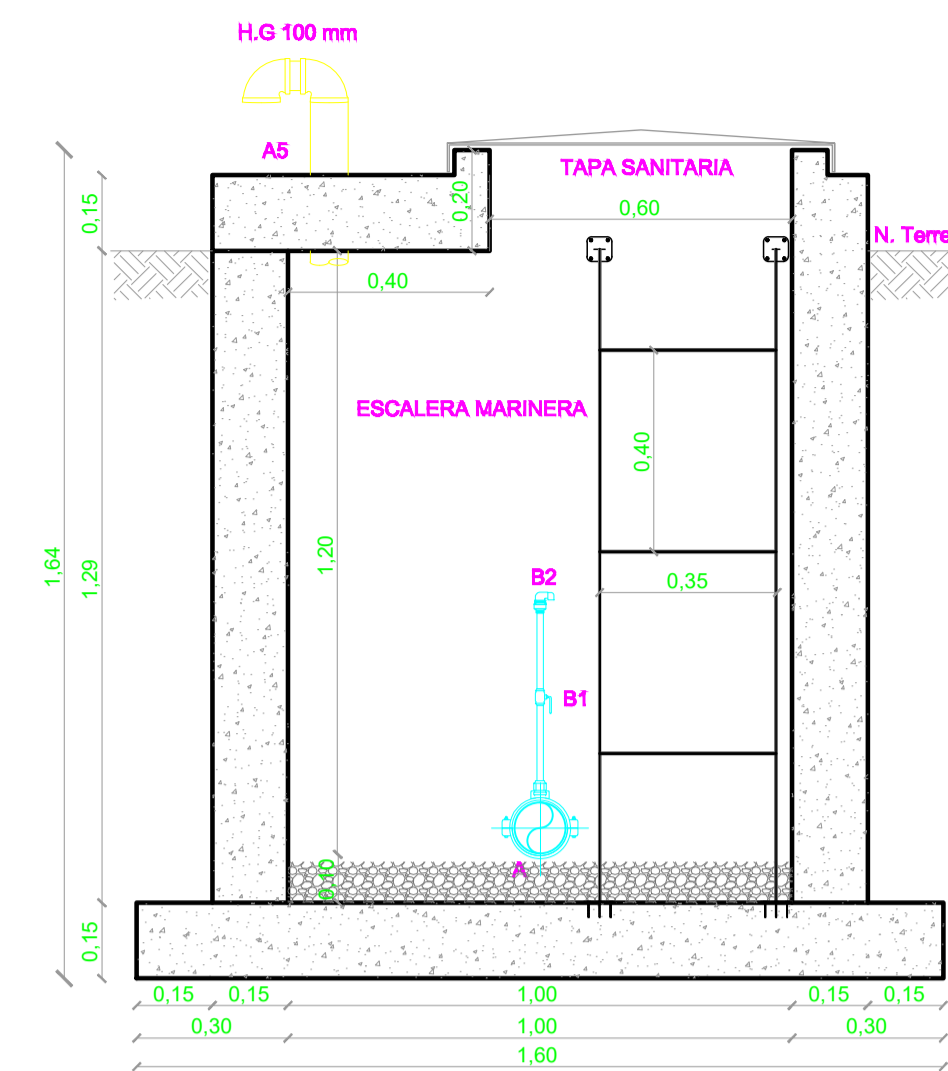 H.G 100 mm
A5
TAPA SANITARIA
0,15
0,20
0,60
N. Terre
0,40
ESCALERA MARINERA
0,40
1,64
1,29
1,20
B2
0,35
B1
A
0,10
0,15
0,15
0,15
1,00
0,15
0,15
0,30
1,00
0,30
1,60